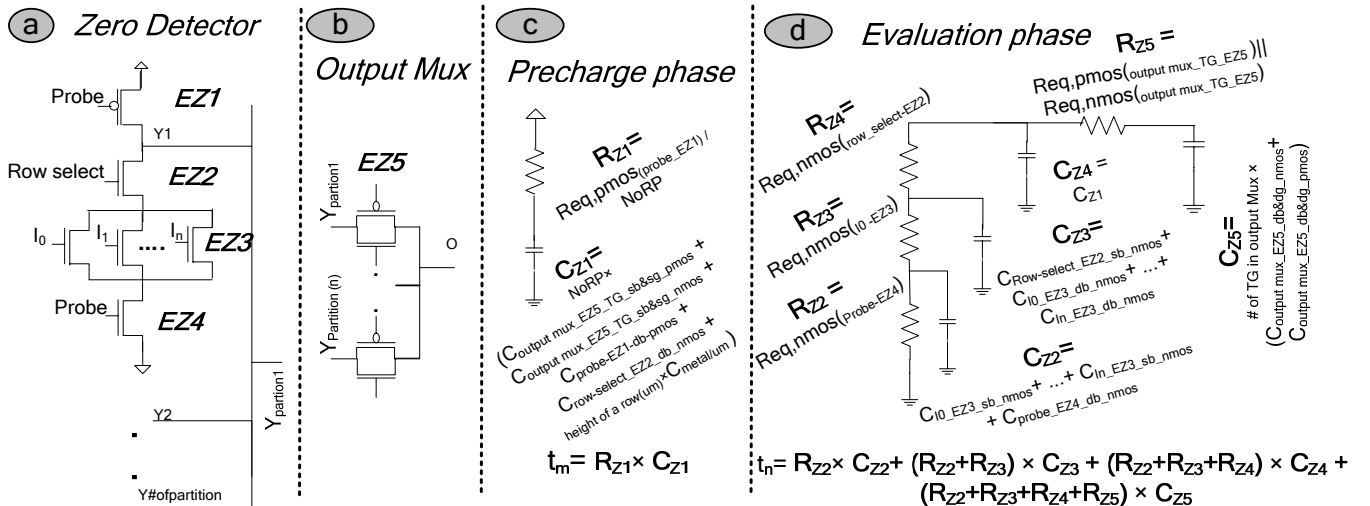 a Zero Detector
Probe
EZ1
Y1
Row select
EZ2
I0
I1
....
In
EZ3
Probe
EZ4
Y2
Ypartion1
Y#ofpartition
b
Output Mux
EZ5
Ypartion1
O
YPartition (n)
c
Precharge phase
RZ1=
Req,pmos(probe_EZ1) /
NoRP
CZ1=
NoRP×
(Coutput mux_EZ5_TG_sb&sg_pmos +
Coutput mux_EZ5_TG_sb&sg_nmos +
Cprobe-EZ1-db-pmos +
Crow-select_EZ2_db_nmos +
height of a row(um)×Cmetal/um)
tm= RZ1× CZ1
d
Evaluation phase
RZ5 =
Req,pmos(output mux_TG_EZ5)||
Req,nmos(output mux_TG_EZ5)
RZ4=
Req,nmos(row_select-EZ2)
CZ4 =
CZ1
RZ3=
Req,nmos(I0 -EZ3)
CZ3=
CRow-select_EZ2_sb_nmos+
CI0_EZ3_db_nmos+ ...+
CIn_EZ3_db_nmos
RZ2=
Req,nmos(Probe-EZ4)
CZ2=
CI0_EZ3_sb_nmos+ ...+ CIn_EZ3_sb_nmos
+ Cprobe_EZ4_db_nmos
CZ5=
# of TG in output Mux ×
(Coutput mux_EZ5_db&dg_nmos+
Coutput mux_EZ5_db&dg_pmos)
tn= RZ2× CZ2+ (RZ2+RZ3) × CZ3 + (RZ2+RZ3+RZ4) × CZ4 +
(RZ2+RZ3+RZ4+RZ5) × CZ5